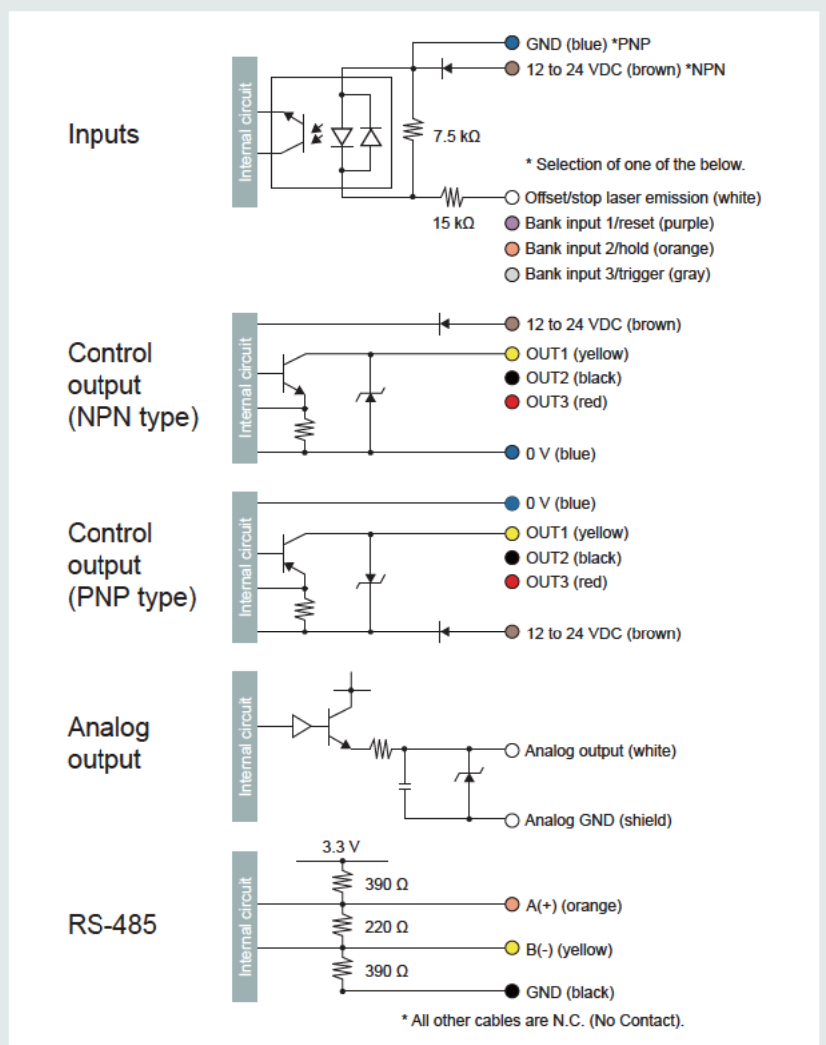 GND (blue) *PNP
12 to 24 VDC (brown) *NPN
Inputs
Internal circuit
7.5 kΩ
* Selection of one of the below.
15 kΩ
Offset/stop laser emission (white)
Bank input 1/reset (purple)
Bank input 2/hold (orange)
Bank input 3/trigger (gray)
Control
output
(NPN type)
Internal circuit
12 to 24 VDC (brown)
OUT1 (yellow)
OUT2 (black)
OUT3 (red)
0 V (blue)
Control
output
(PNP type)
Internal circuit
0 V (blue)
OUT1 (yellow)
OUT2 (black)
OUT3 (red)
12 to 24 VDC (brown)
Analog
output
Internal circuit
Analog output (white)
Analog GND (shield)
RS-485
Internal circuit
3.3 V
390 Ω
A(+) (orange)
220 Ω
B(-) (yellow)
390 Ω
GND (black)
* All other cables are N.C. (No Contact).